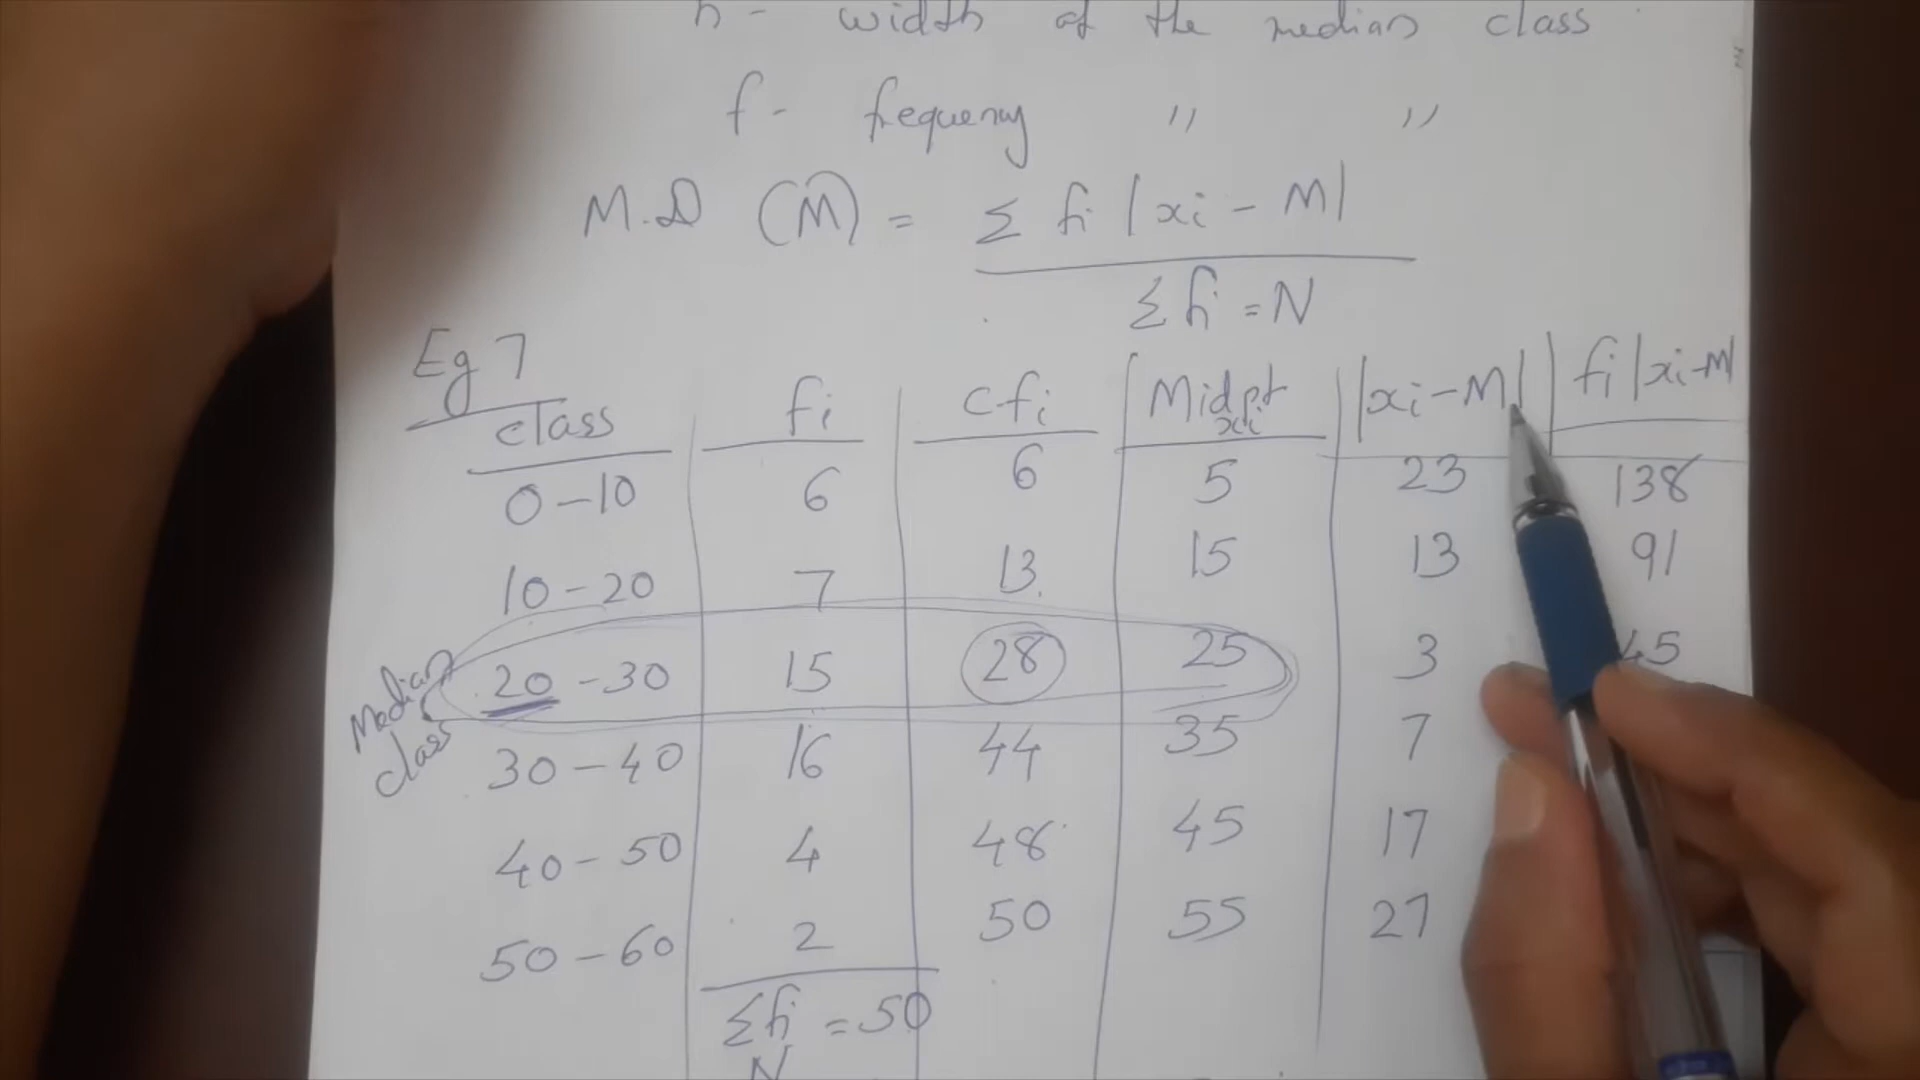 h - width of the median class
f - frequency " "
M.D (M) = Σ fi |xi - M|
Σ fi = N
Eg 7
class fi cfi Midpt xi |xi - M| fi |xi - M|
0 - 10 6 6 5 23 138
10 - 20 7 13 15 13 91
Median class 20 - 30 15 28 25 3 45
30 - 40 16 44 35 7
40 - 50 4 48 45 17
50 - 60 2 50 55 27
Σ fi = 50
N